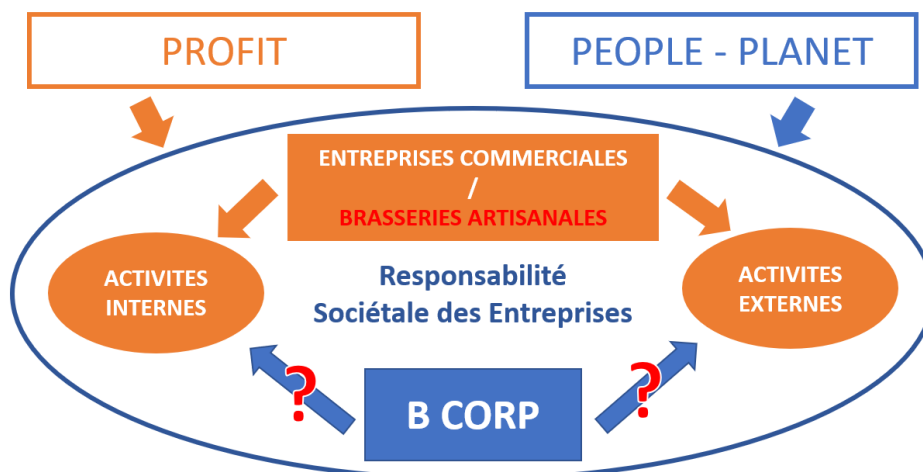 PROFIT
PEOPLE - PLANET
ENTREPRISES COMMERCIALES
/
BRASSERIES ARTISANALES
ACTIVITES
INTERNES
Responsabilité
Sociétale des Entreprises
ACTIVITES
EXTERNES
?
B CORP
?